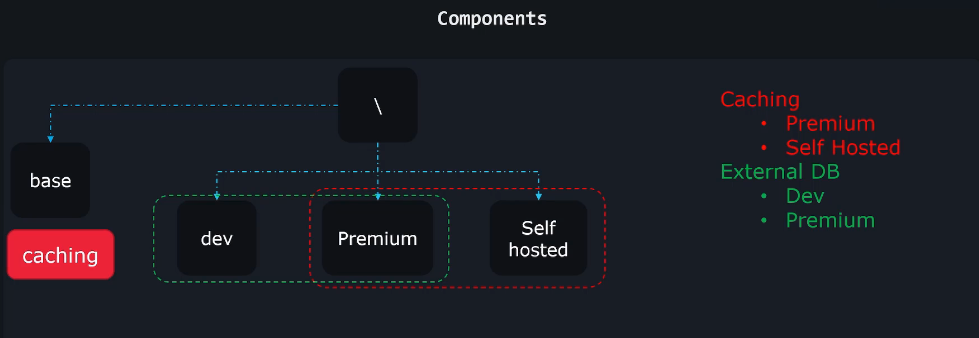 Components
\
base
caching
dev
Premium
Self
hosted
Caching
• Premium
• Self Hosted
External DB
• Dev
• Premium